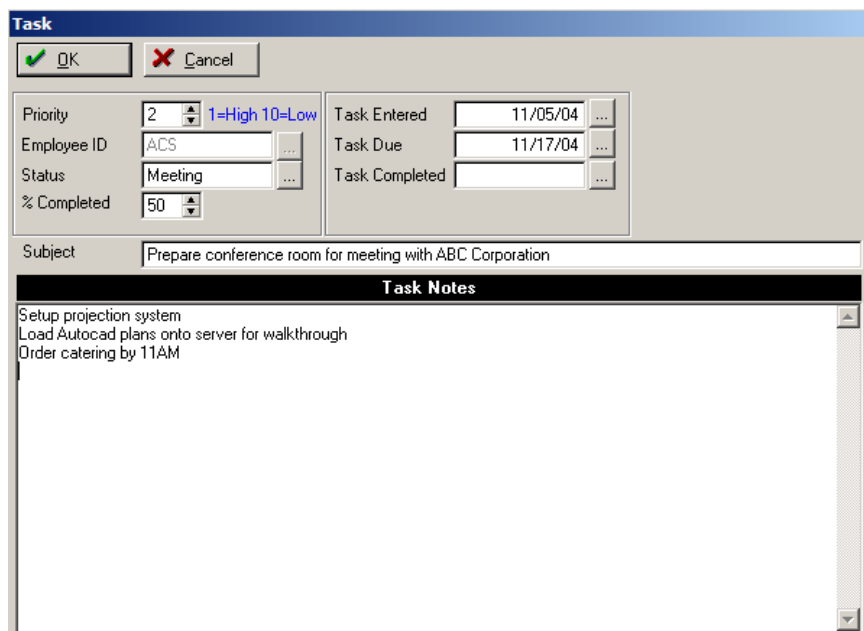 Task
OK
Cancel
Priority 2 1=High 10=Low
Employee ID ACS ...
Status Meeting ...
% Completed 50
Task Entered 11/05/04 ...
Task Due 11/17/04 ...
Task Completed ...
Subject Prepare conference room for meeting with ABC Corporation
Task Notes
Setup projection system
Load Autocad plans onto server for walkthrough
Order catering by 11AM